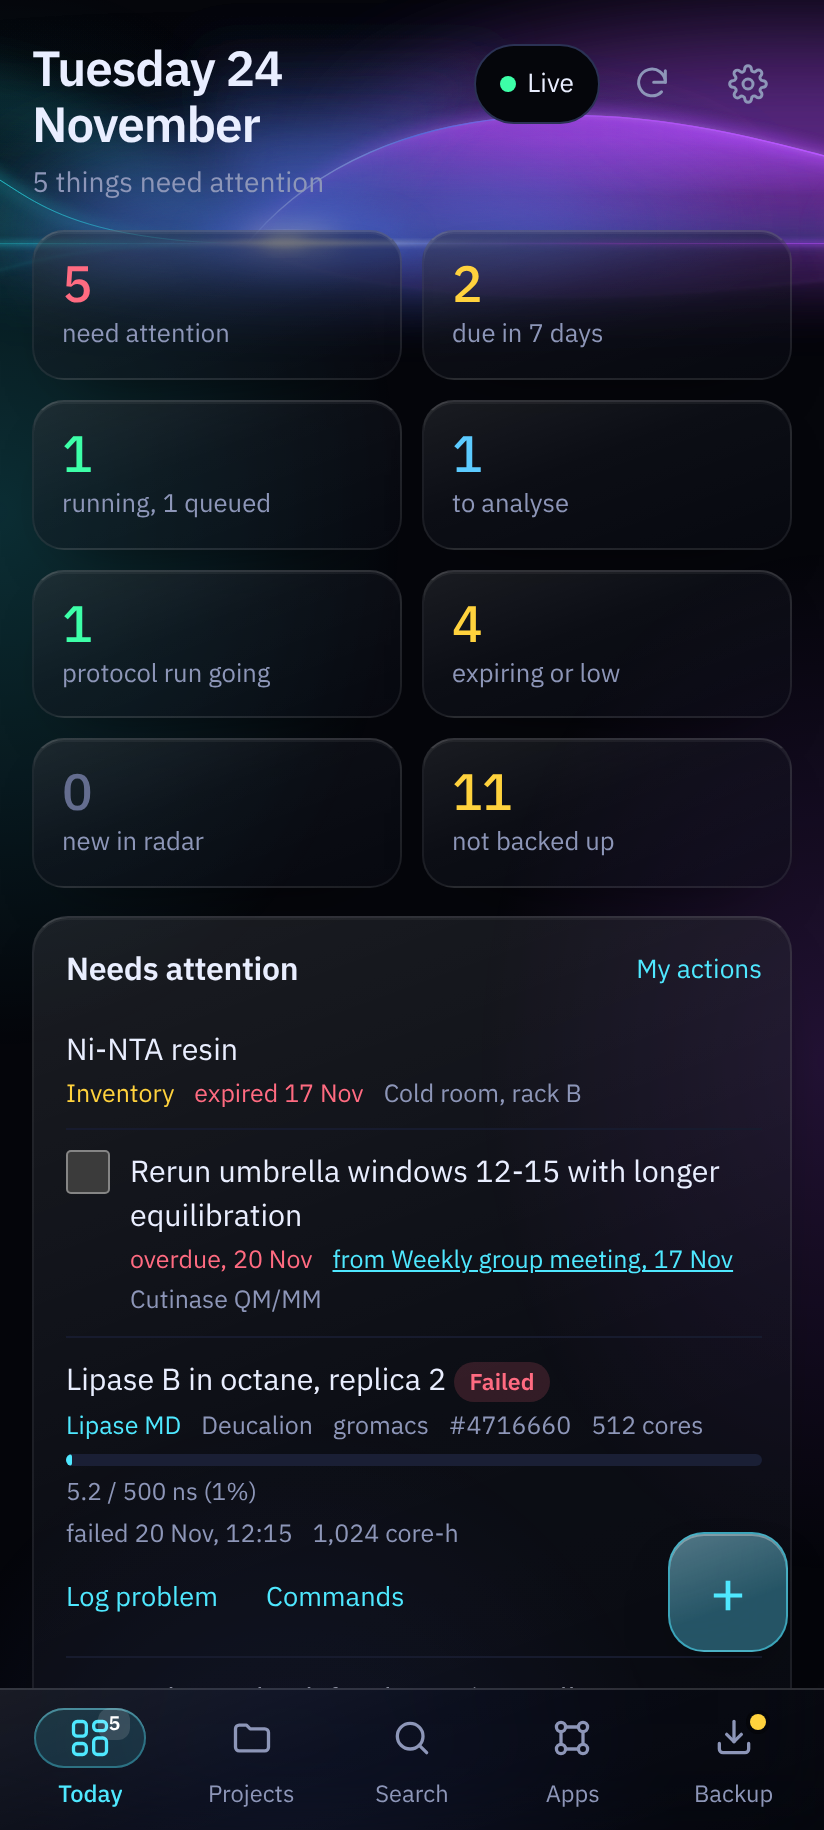 Tuesday 24
November
Live
5 things need attention
5
need attention
2
due in 7 days
1
running, 1 queued
1
to analyse
1
protocol run going
4
expiring or low
0
new in radar
11
not backed up
Needs attention
My actions
Ni-NTA resin
Inventory expired 17 Nov Cold room, rack B
Rerun umbrella windows 12-15 with longer
equilibration
overdue, 20 Nov from Weekly group meeting, 17 Nov
Cutinase QM/MM
Lipase B in octane, replica 2 Failed
Lipase MD Deucalion gromacs #4716660 512 cores
5.2 / 500 ns (1%)
failed 20 Nov, 12:15 1,024 core-h
Log problem Commands
+
5
Today
Projects
Search
Apps
Backup